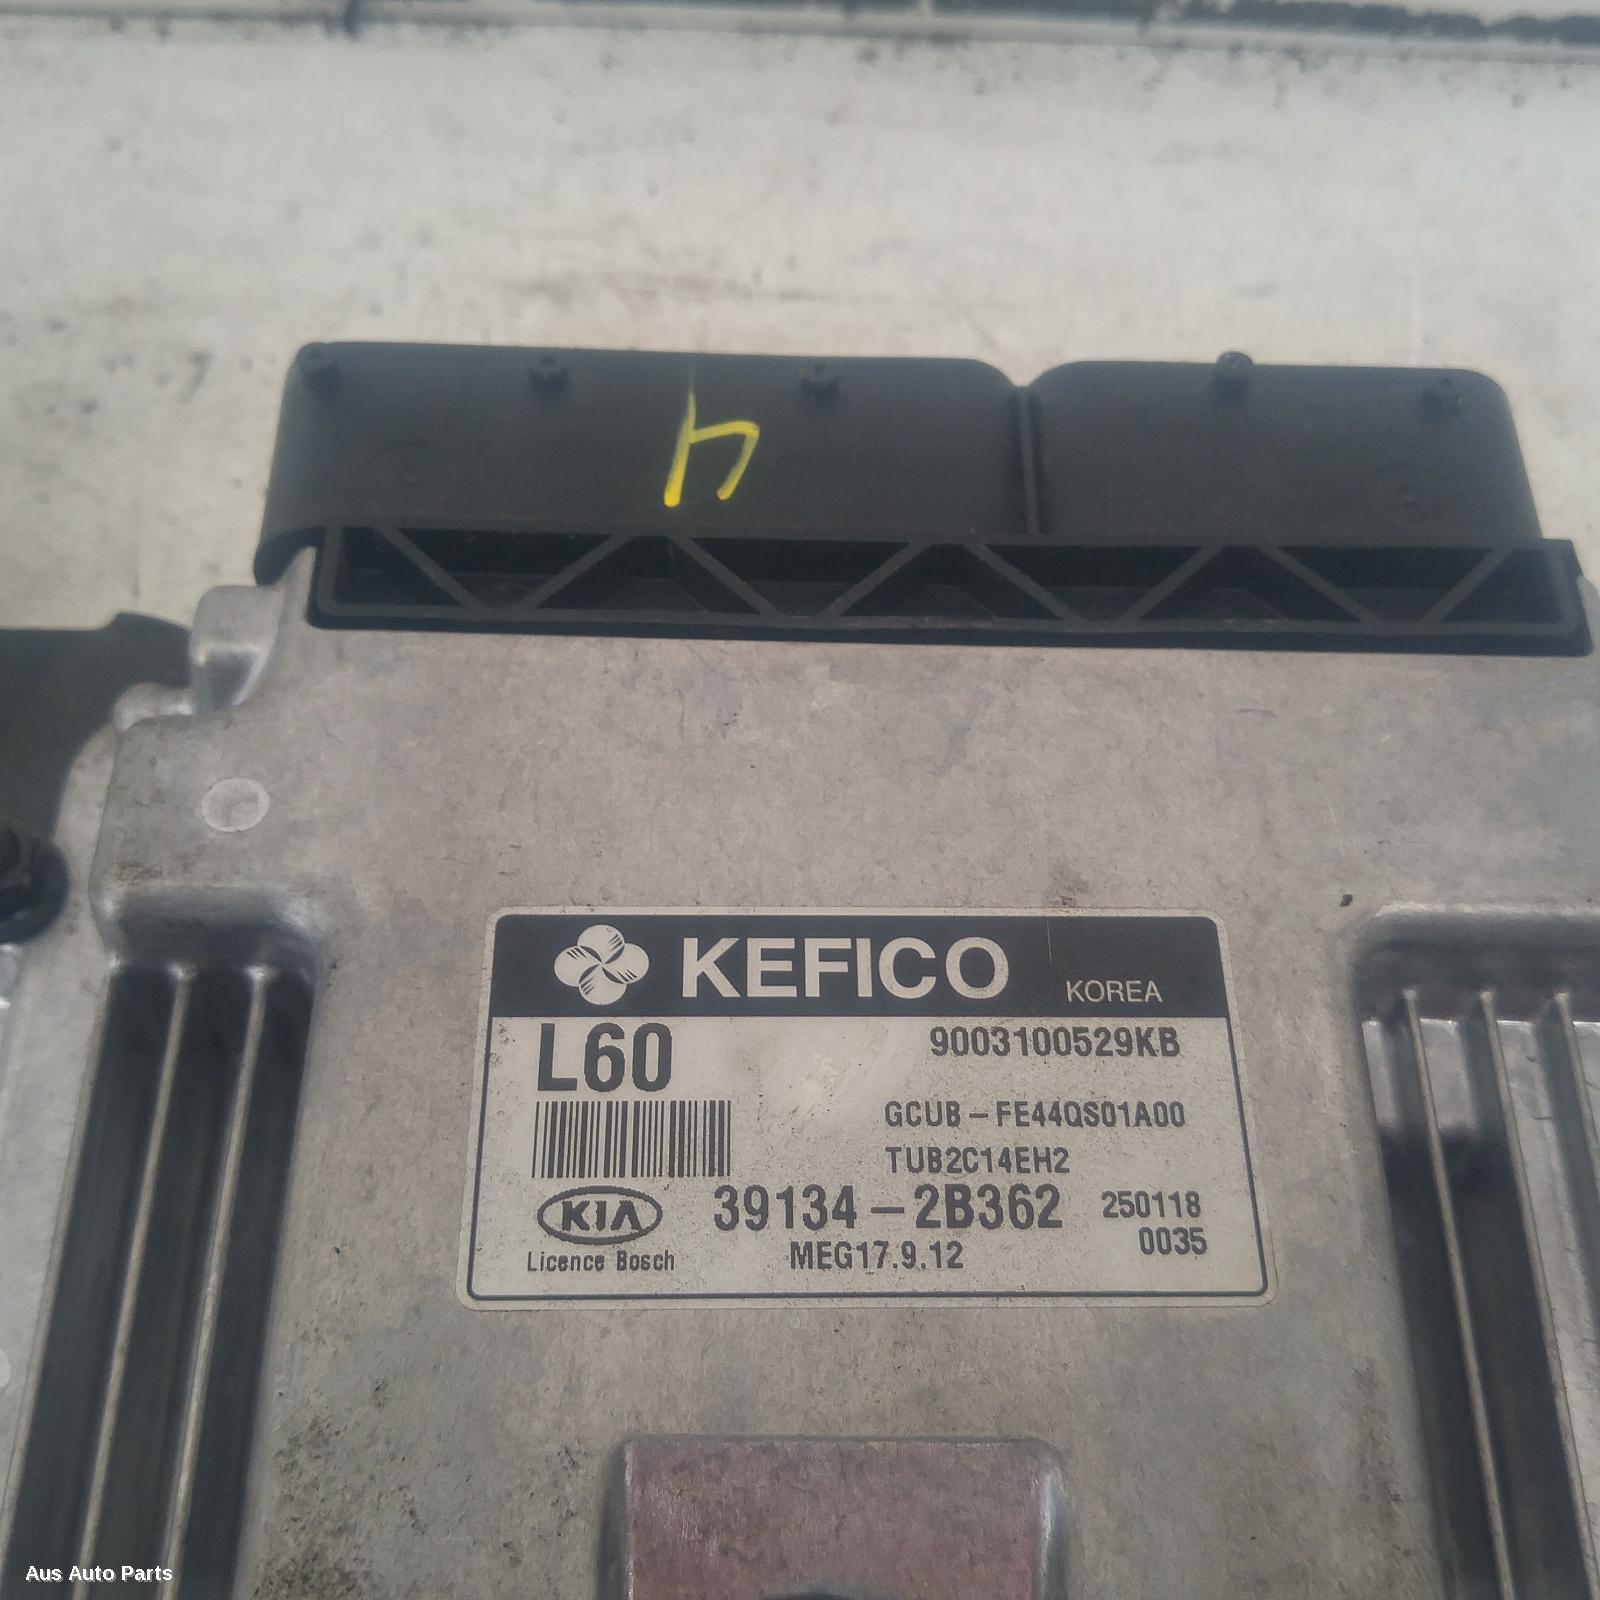 KEFICO KOREA
L60 9003100529KB
GCUB-FE44QS01A00
TUB2C14EH2
KIA 39134-2B362 250118
Licence Bosch MEG17.9.12 0035
Aus Auto Parts